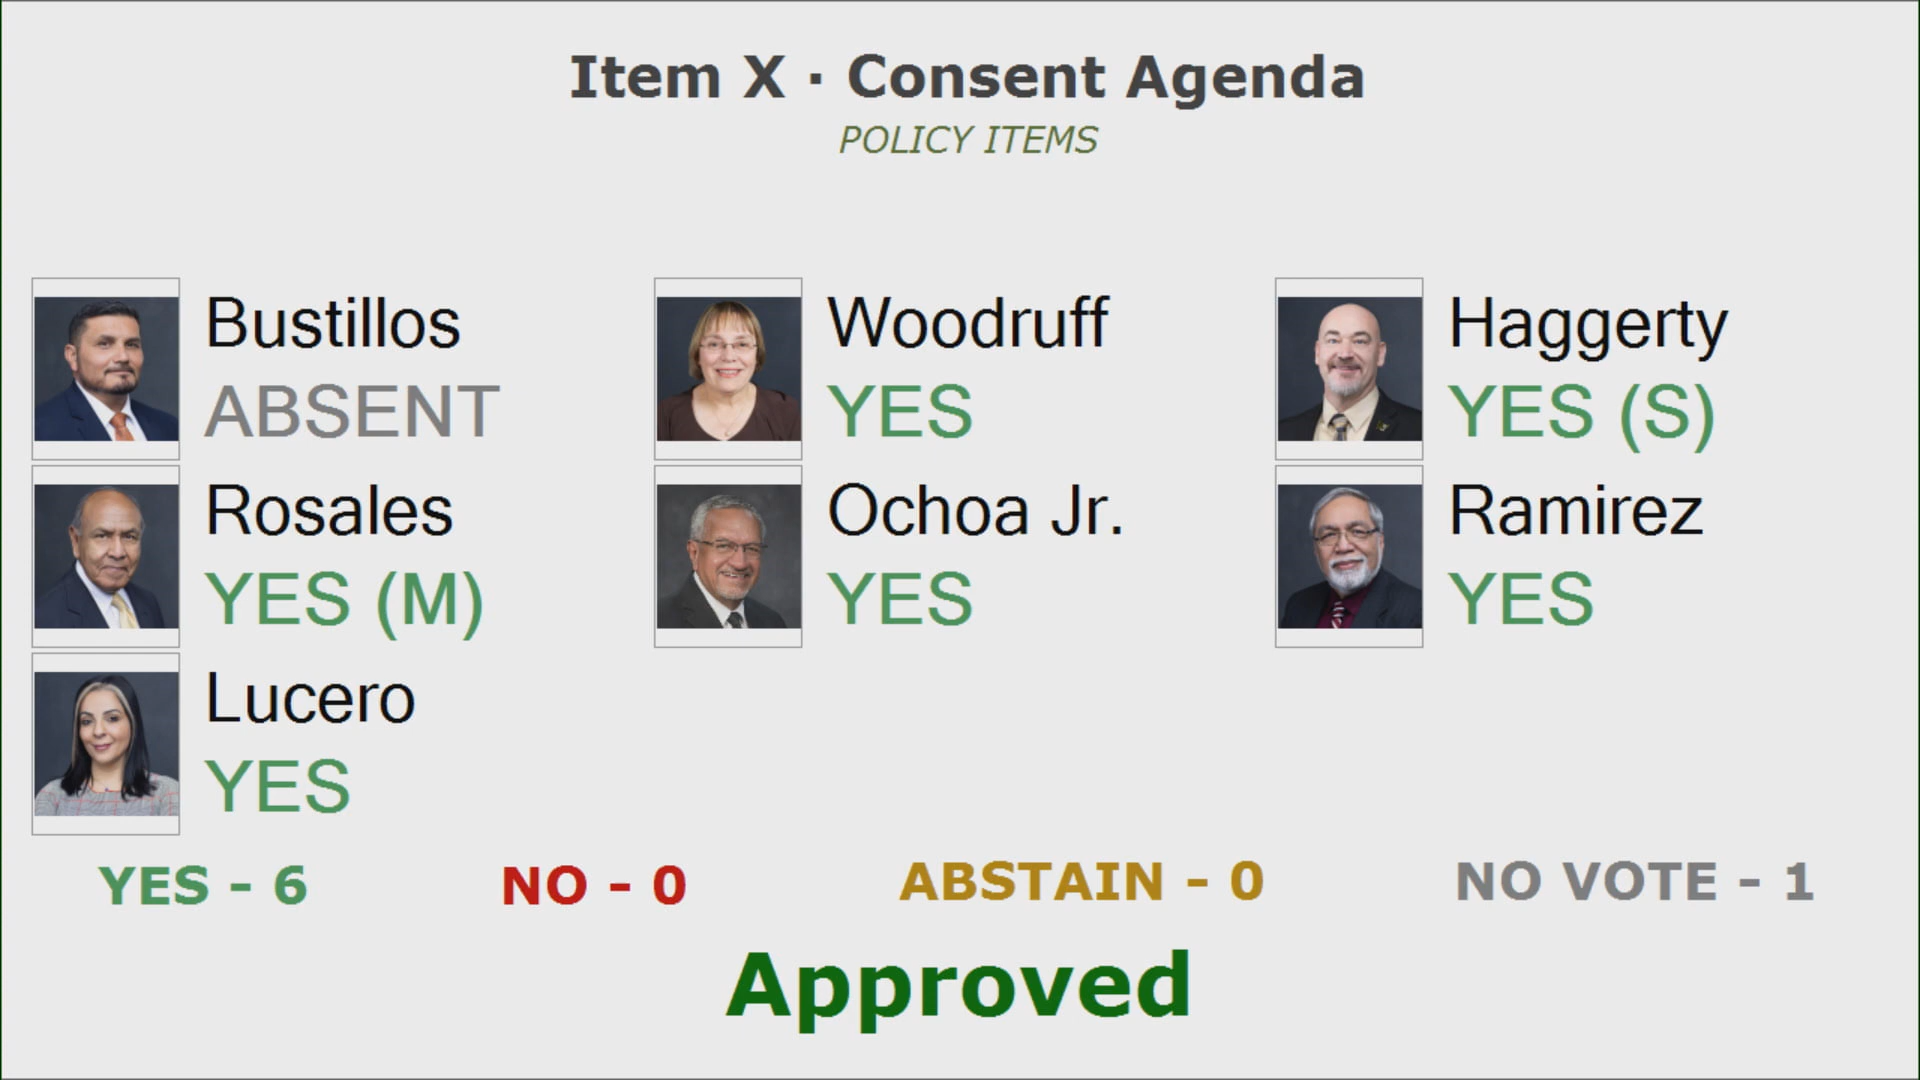 Item X · Consent Agenda
POLICY ITEMS
Bustillos
ABSENT
Woodruff
YES
Haggerty
YES (S)
Rosales
YES (M)
Ochoa Jr.
YES
Ramirez
YES
Lucero
YES
YES - 6 NO - 0 ABSTAIN - 0 NO VOTE - 1
Approved